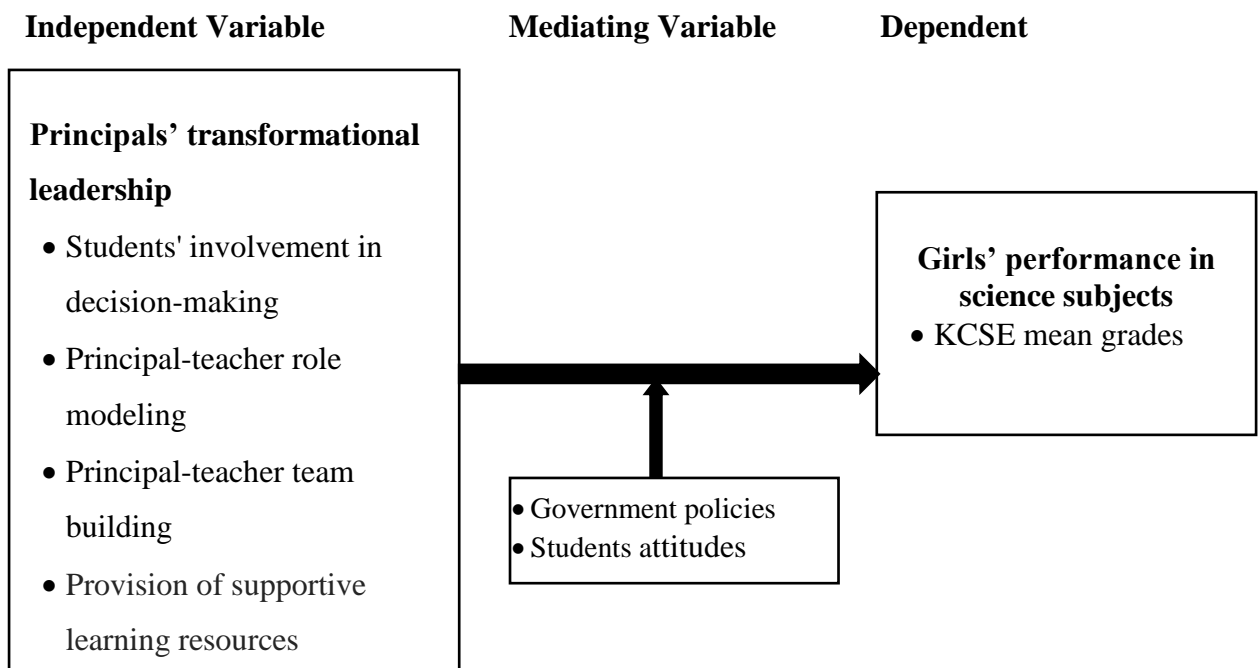 Independent Variable
Mediating Variable
Dependent
Principals’ transformational
leadership
• Students' involvement in
decision-making
• Principal-teacher role
modeling
• Principal-teacher team
building
• Provision of supportive
learning resources
• Government policies
• Students attitudes
Girls’ performance in
science subjects
• KCSE mean grades